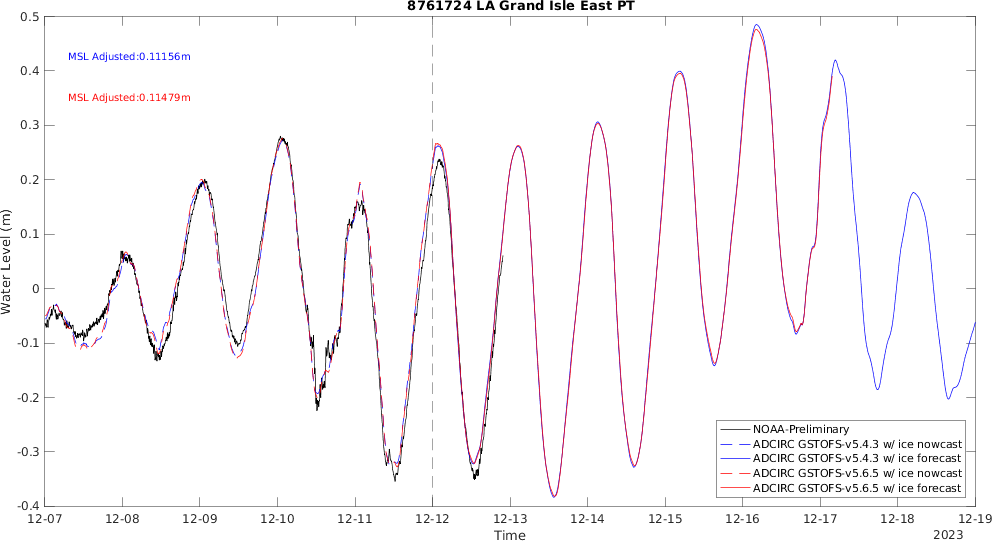 8761724 LA Grand Isle East PT
MSL Adjusted:0.11156m
MSL Adjusted:0.11479m
0.5
0.4
0.3
0.2
0.1
0
-0.1
-0.2
-0.3
-0.4
Water Level (m)
NOAA-Preliminary
ADCIRC GSTOFS-v5.4.3 w/ ice nowcast
ADCIRC GSTOFS-v5.4.3 w/ ice forecast
ADCIRC GSTOFS-v5.6.5 w/ ice nowcast
ADCIRC GSTOFS-v5.6.5 w/ ice forecast
12-07 12-08 12-09 12-10 12-11 12-12 12-13 12-14 12-15 12-16 12-17 12-18 12-19
Time
2023